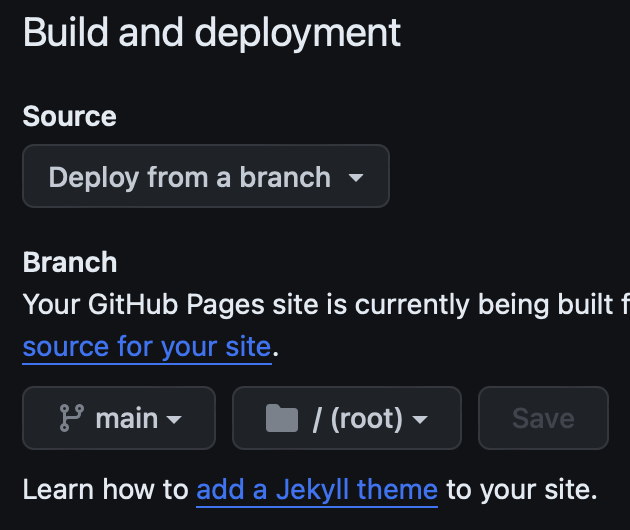 Build and deployment
Source
Deploy from a branch
Branch
Your GitHub Pages site is currently being built
source for your site.
main
/ (root)
Save
Learn how to add a Jekyll theme to your site.